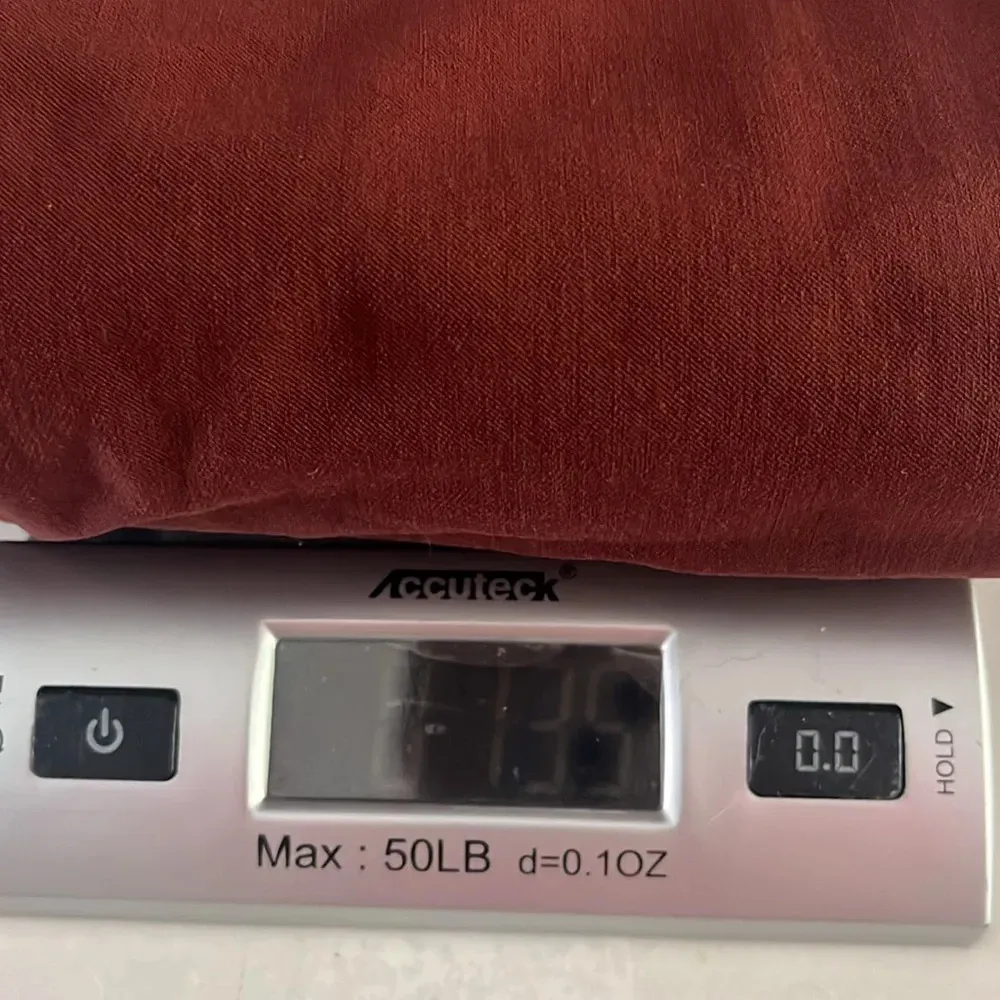 Accuteck®
0.0
HOLD ▼
Max : 50LB d=0.1OZ